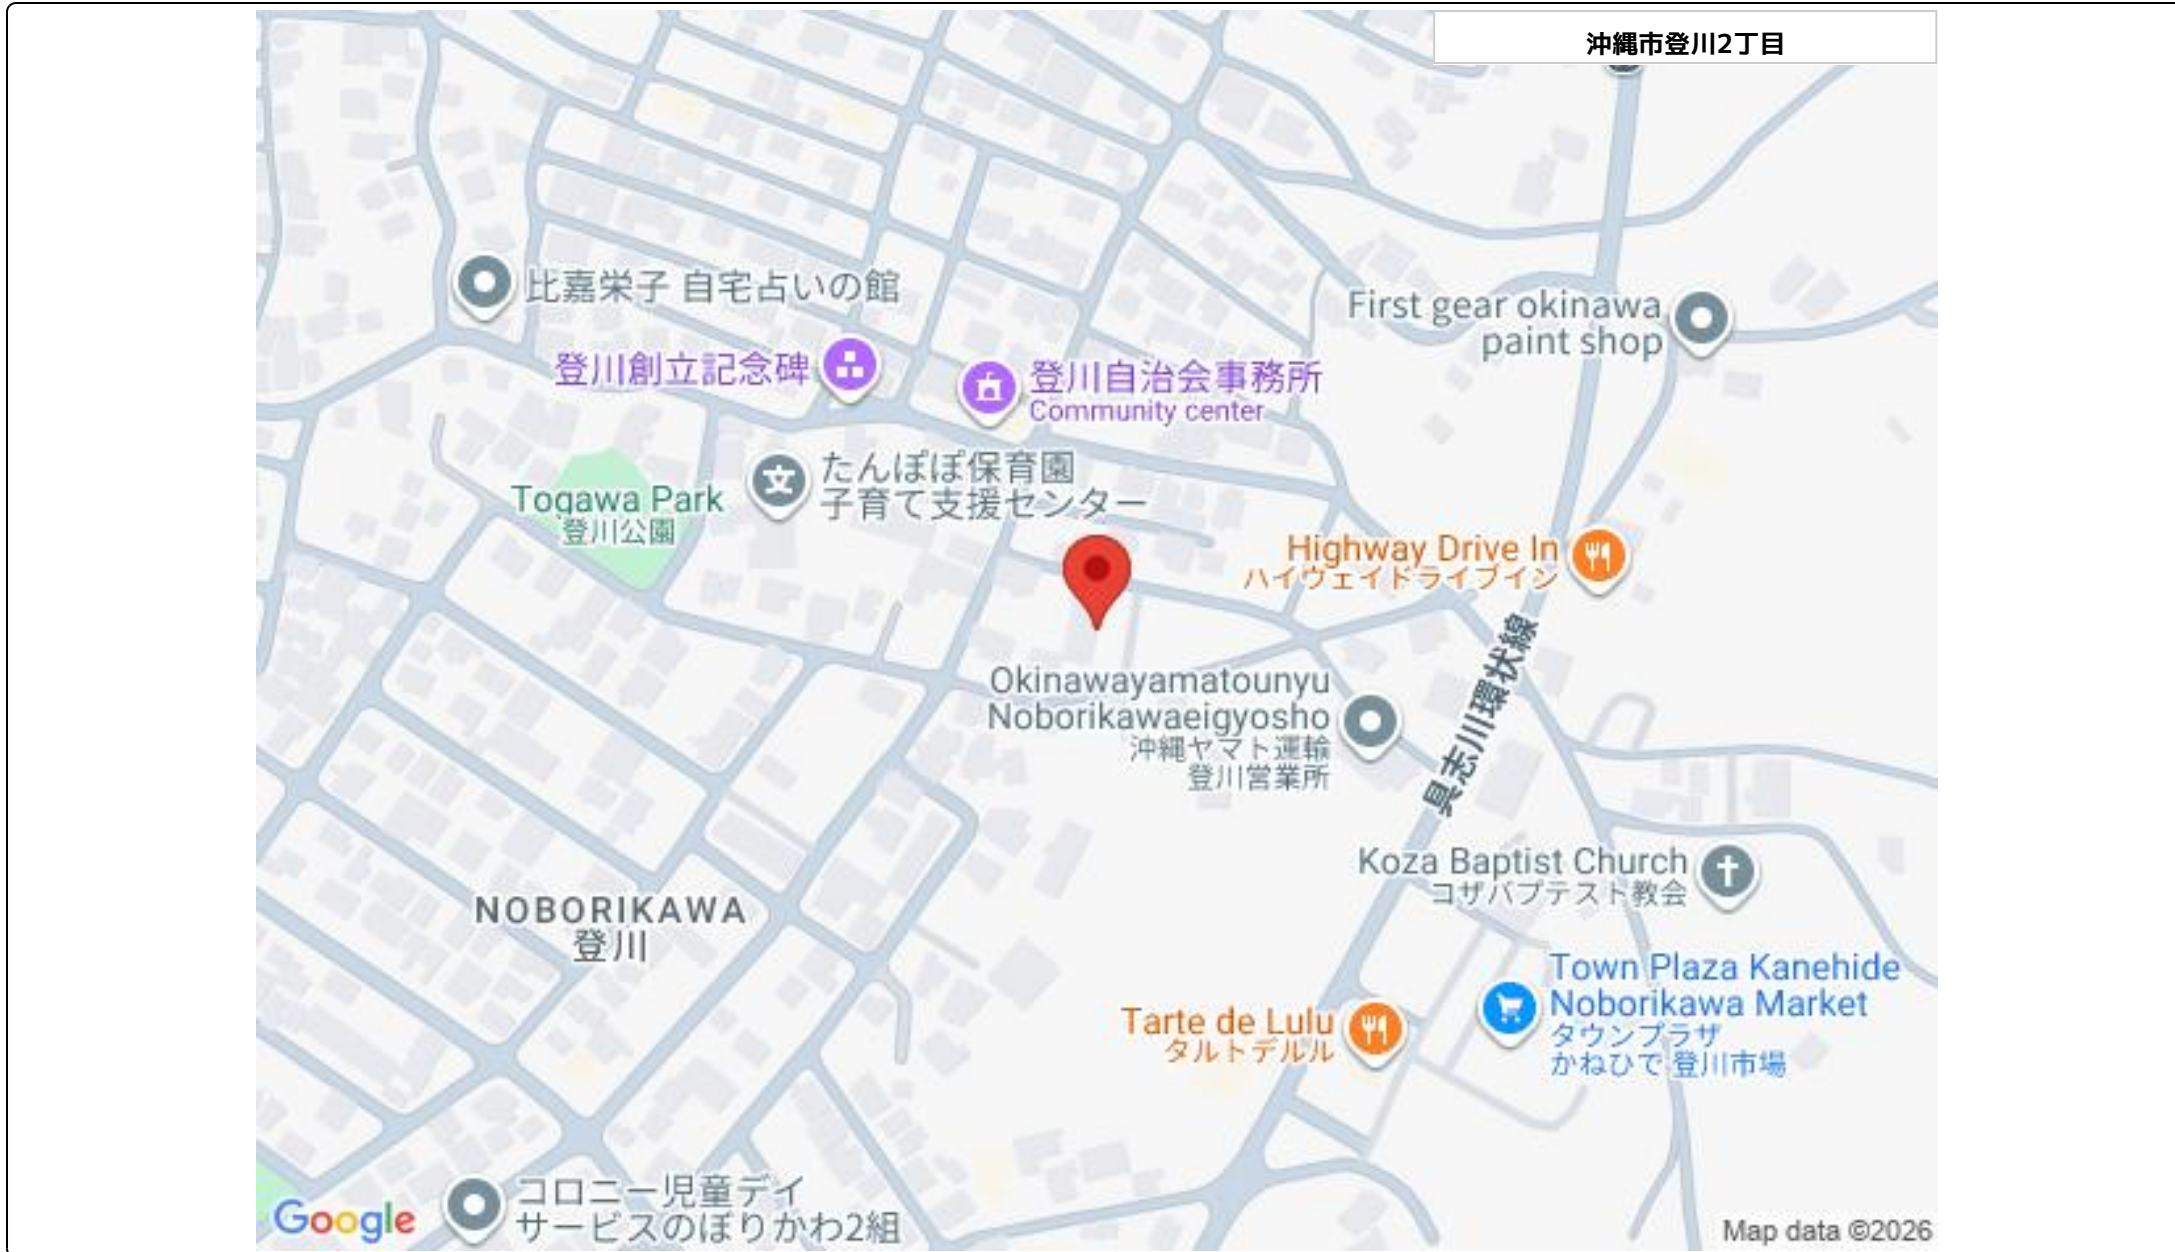 沖縄市登川2丁目
比嘉栄子 自宅占いの館
First gear okinawa
paint shop
登川創立記念碑
登川自治会事務所
Community center
たんぽぽ保育園
子育て支援センター
Togawa Park
登川公園
Highway Drive In
ハイウェイドライブイン
具志川環状線
Okinawayamatounyu
Noborikawaeigyosho
沖縄ヤマト運輸
登川営業所
Koza Baptist Church
コザバプテスト教会
NOBORIKAWA
登川
Town Plaza Kanehide
Noborikawa Market
タウンプラザ
かねひで 登川市場
Tarte de Lulu
タルトデルル
コロニー児童デイ
サービスのぼりかわ2組
Google
Map data ©2026